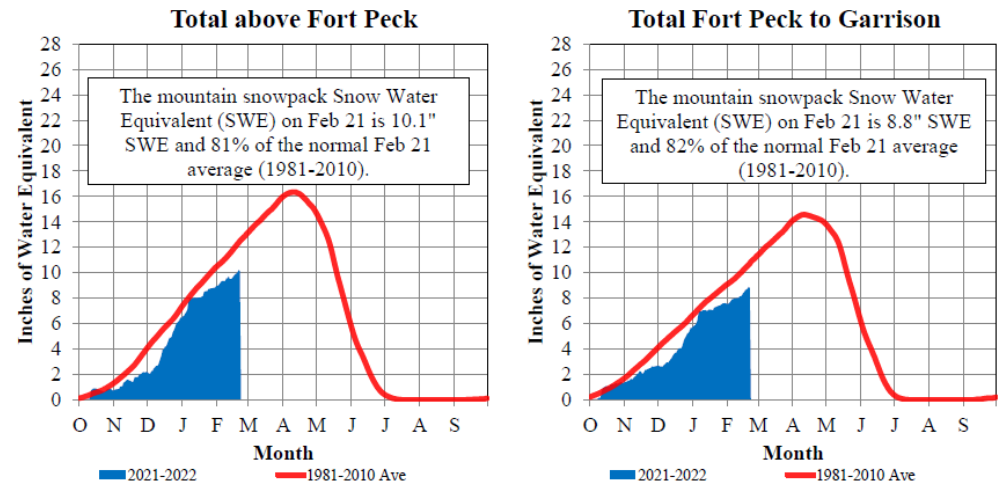 Total above Fort Peck
28
26
24
22
20
18
16
14
12
10
8
6
4
2
0
Inches of Water Equivalent
The mountain snowpack Snow Water
Equivalent (SWE) on Feb 21 is 10.1"
SWE and 81% of the normal Feb 21
average (1981-2010).
O N D J F M A M J J A S
Month
2021-2022
1981-2010 Ave
Total Fort Peck to Garrison
28
26
24
22
20
18
16
14
12
10
8
6
4
2
0
Inches of Water Equivalent
The mountain snowpack Snow Water
Equivalent (SWE) on Feb 21 is 8.8" SWE
and 82% of the normal Feb 21 average
(1981-2010).
O N D J F M A M J J A S
Month
2021-2022
1981-2010 Ave